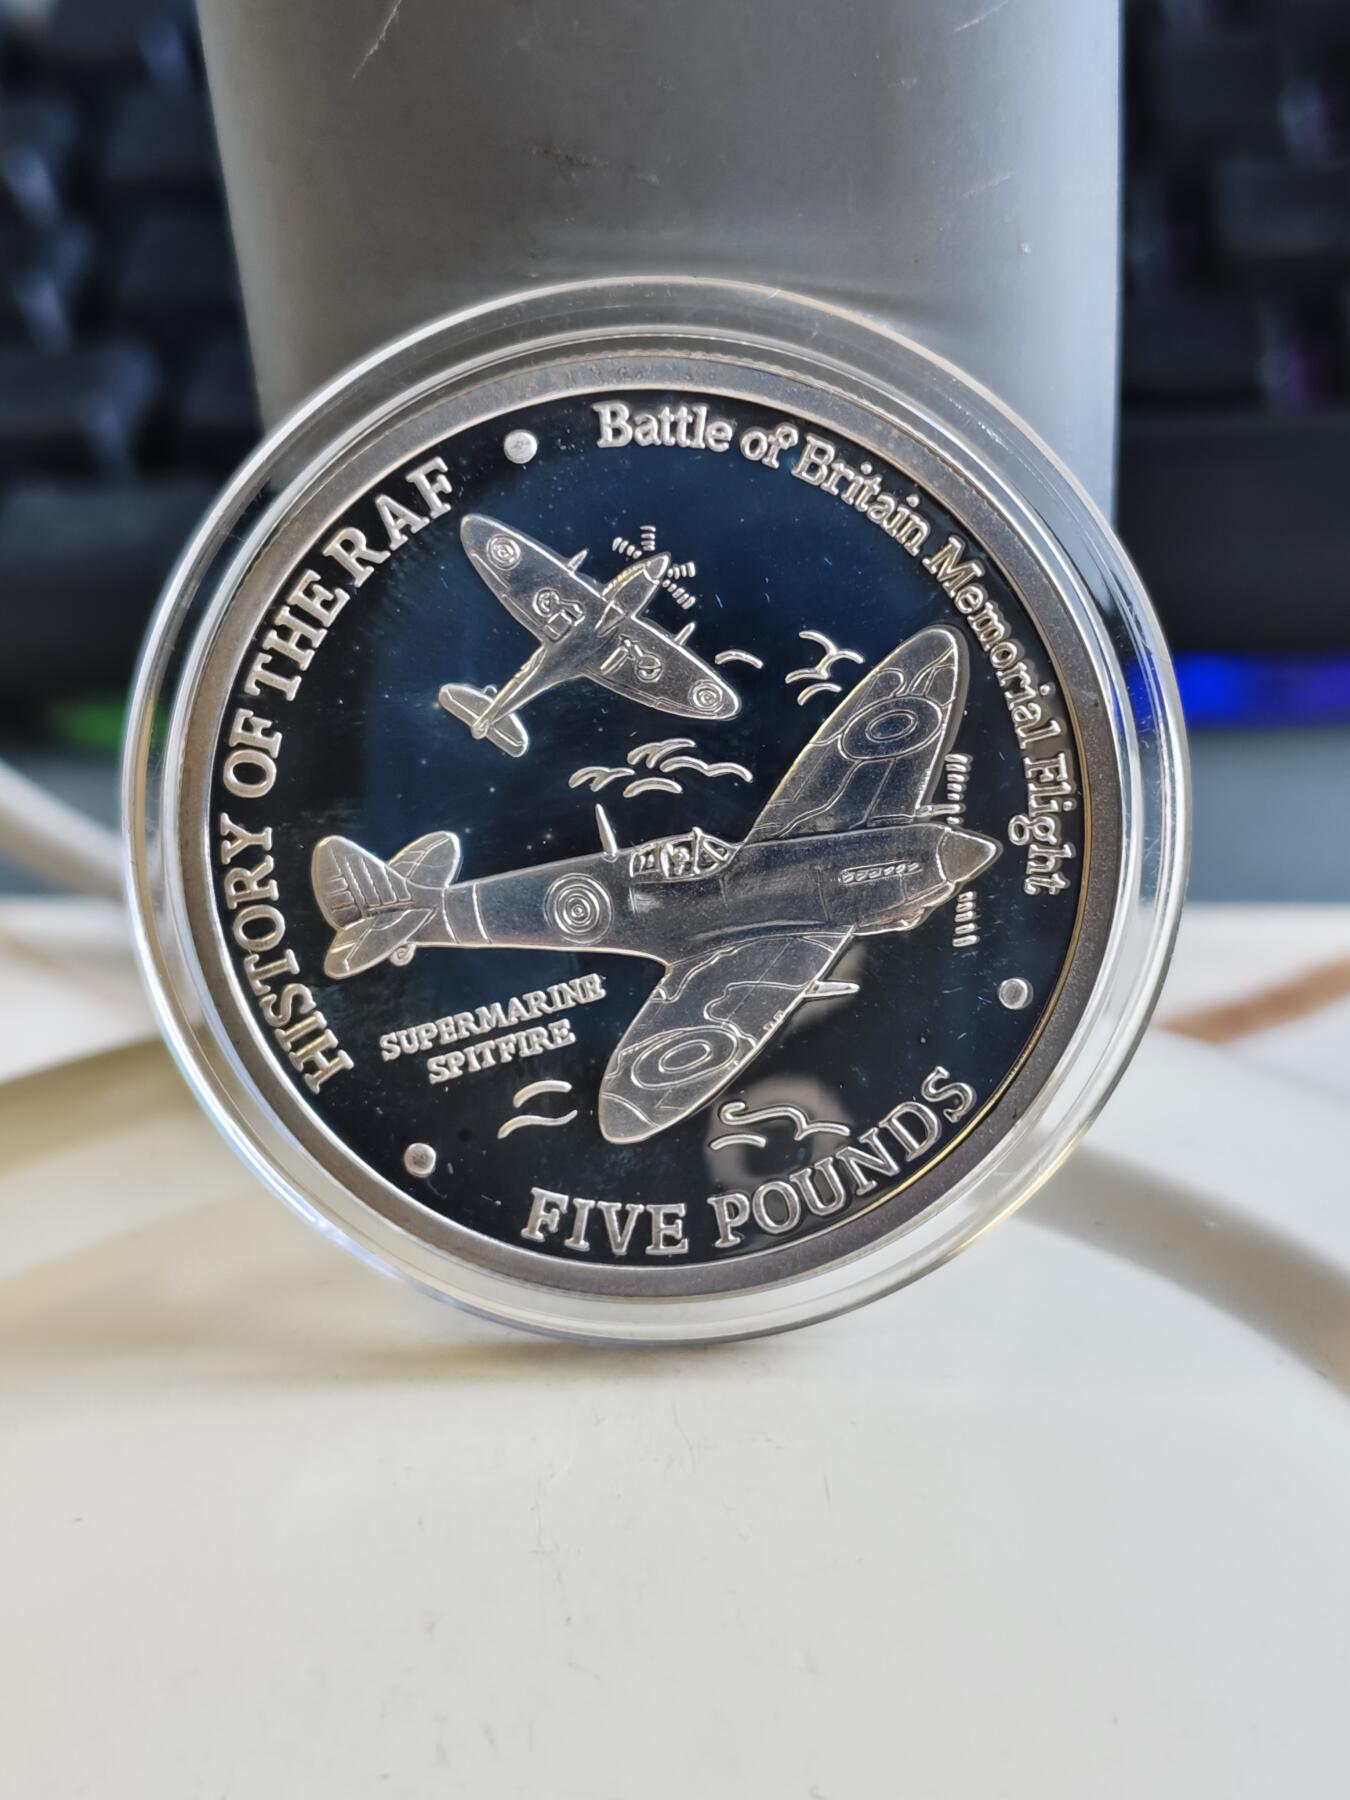 HISTORY OF THE RAF
Battle of Britain Memorial Flight
SUPERMARINE
SPITFIRE
FIVE POUNDS